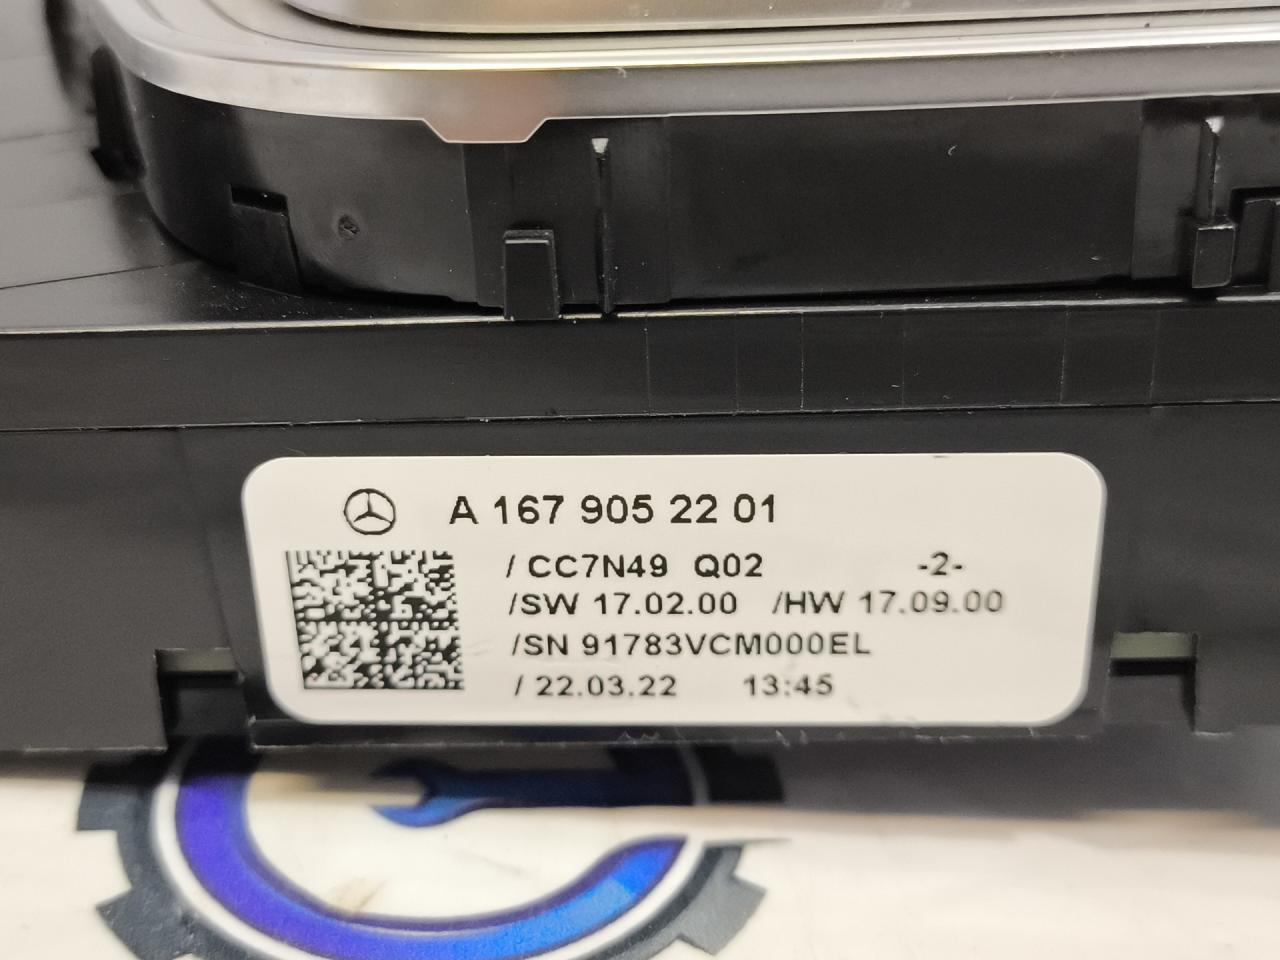 A 167 905 22 01
/ CC7N49 Q02 -2-
/SW 17.02.00 /HW 17.09.00
/SN 91783VCM000EL
/ 22.03.22 13:45